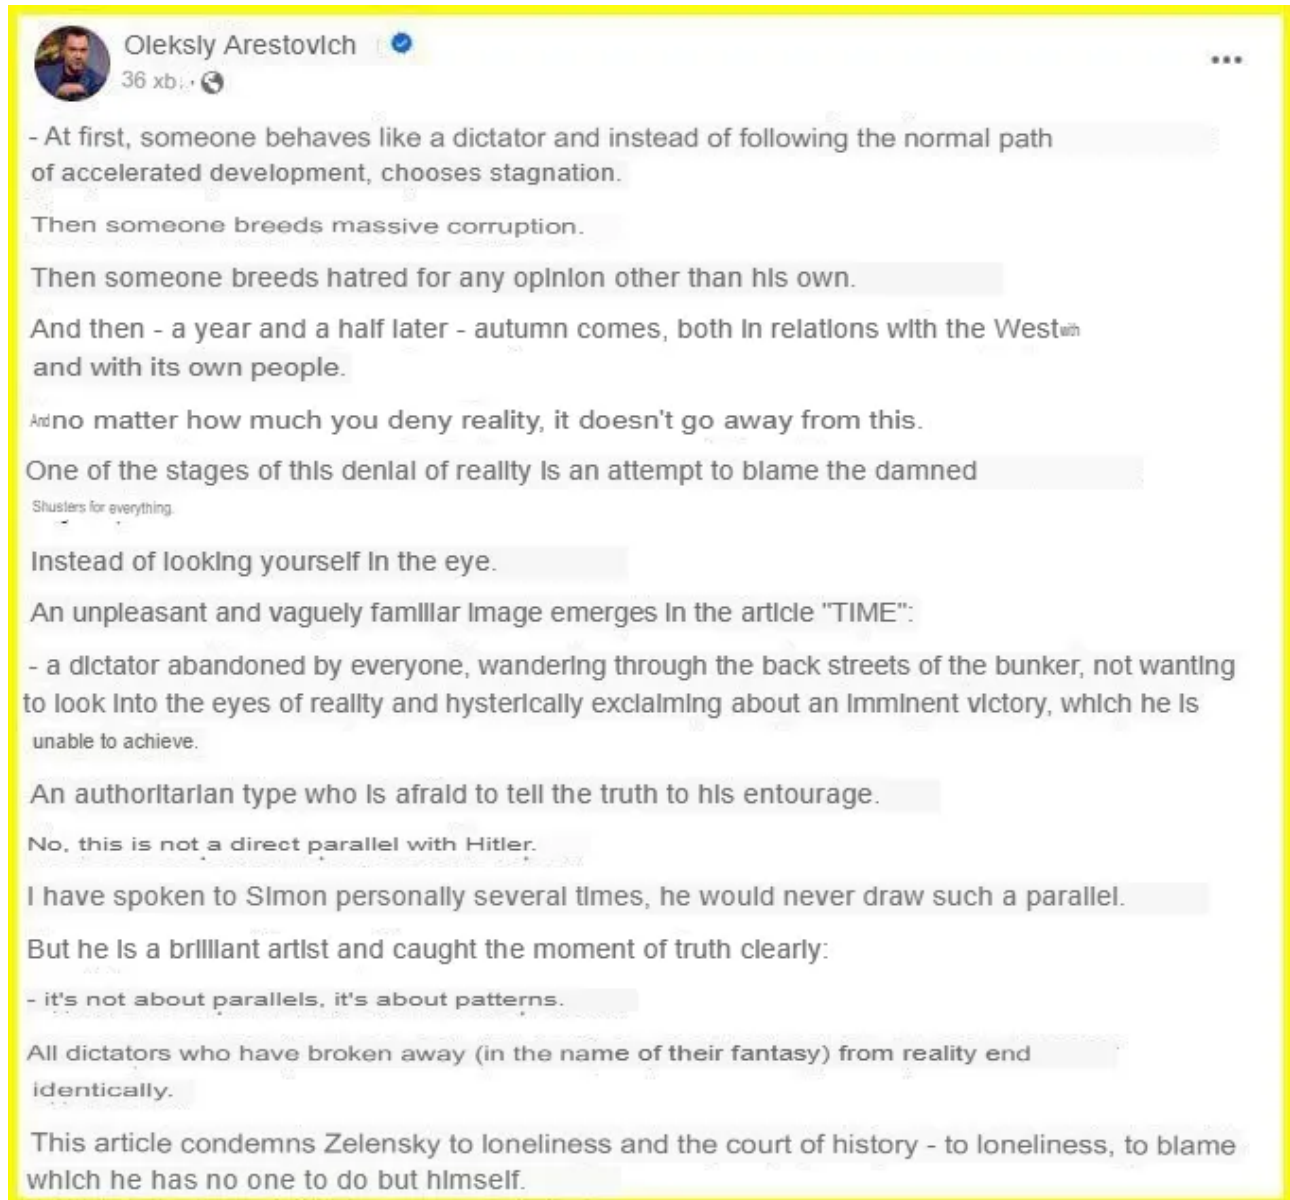 Oleksiy Arestovich
36 xb. ·
- At first, someone behaves like a dictator and instead of following the normal path
of accelerated development, chooses stagnation.
Then someone breeds massive corruption.
Then someone breeds hatred for any opinion other than his own.
And then - a year and a half later - autumn comes, both in relations with the West with
and with its own people.
And no matter how much you deny reality, it doesn't go away from this.
One of the stages of this denial of reality is an attempt to blame the damned
Shusters for everything.
Instead of looking yourself in the eye.
An unpleasant and vaguely familiar image emerges in the article "TIME":
- a dictator abandoned by everyone, wandering through the back streets of the bunker, not wanting
to look into the eyes of reality and hysterically exclaiming about an imminent victory, which he is
unable to achieve.
An authoritarian type who is afraid to tell the truth to his entourage.
No, this is not a direct parallel with Hitler.
I have spoken to Simon personally several times, he would never draw such a parallel.
But he is a brilliant artist and caught the moment of truth clearly:
- it's not about parallels, it's about patterns.
All dictators who have broken away (in the name of their fantasy) from reality end
identically.
This article condemns Zelensky to loneliness and the court of history - to loneliness, to blame
which he has no one to do but himself.